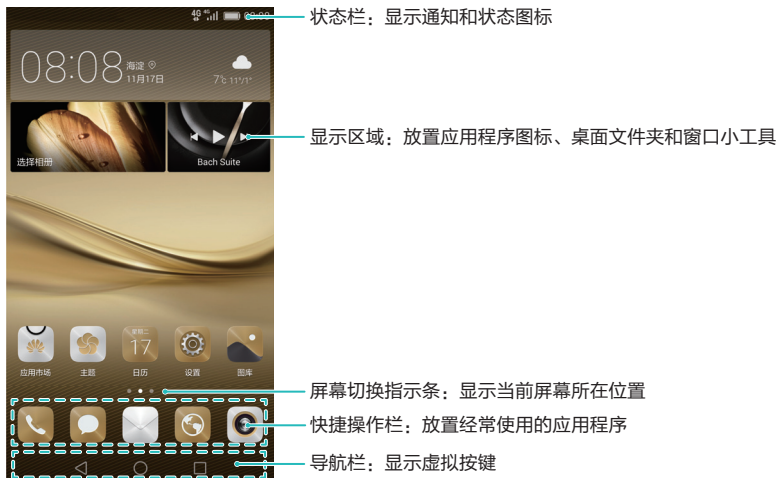 4G 4G 08:08
状态栏：显示通知和状态图标
08:08 海淀
11月17日
7℃ 11°/1°
显示区域：放置应用程序图标、桌面文件夹和窗口小工具
选择相册
Bach Suite
星期二
17
应用市场 主题 日历 设置 图库
屏幕切换指示条：显示当前屏幕所在位置
快捷操作栏：放置经常使用的应用程序
导航栏：显示虚拟按键